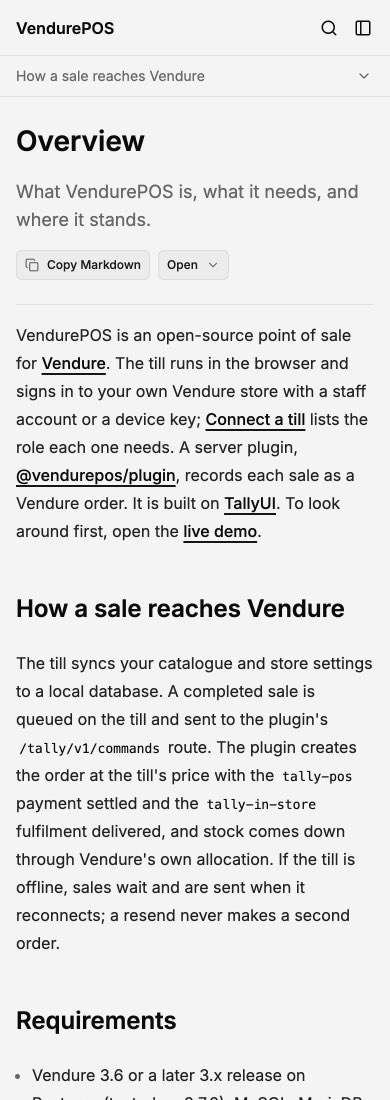 VendurePOS
How a sale reaches Vendure
Overview
What VendurePOS is, what it needs, and
where it stands.
Copy Markdown
Open
VendurePOS is an open-source point of sale
for Vendure. The till runs in the browser and
signs in to your own Vendure store with a staff
account or a device key; Connect a till lists the
role each one needs. A server plugin,
@vendurepos/plugin, records each sale as a
Vendure order. It is built on TallyUI. To look
around first, open the live demo.
How a sale reaches Vendure
The till syncs your catalogue and store settings
to a local database. A completed sale is
queued on the till and sent to the plugin's
/tally/v1/commands route. The plugin creates
the order at the till's price with the tally-pos
payment settled and the tally-in-store
fulfilment delivered, and stock comes down
through Vendure's own allocation. If the till is
offline, sales wait and are sent when it
reconnects; a resend never makes a second
order.
Requirements
• Vendure 3.6 or a later 3.x release on